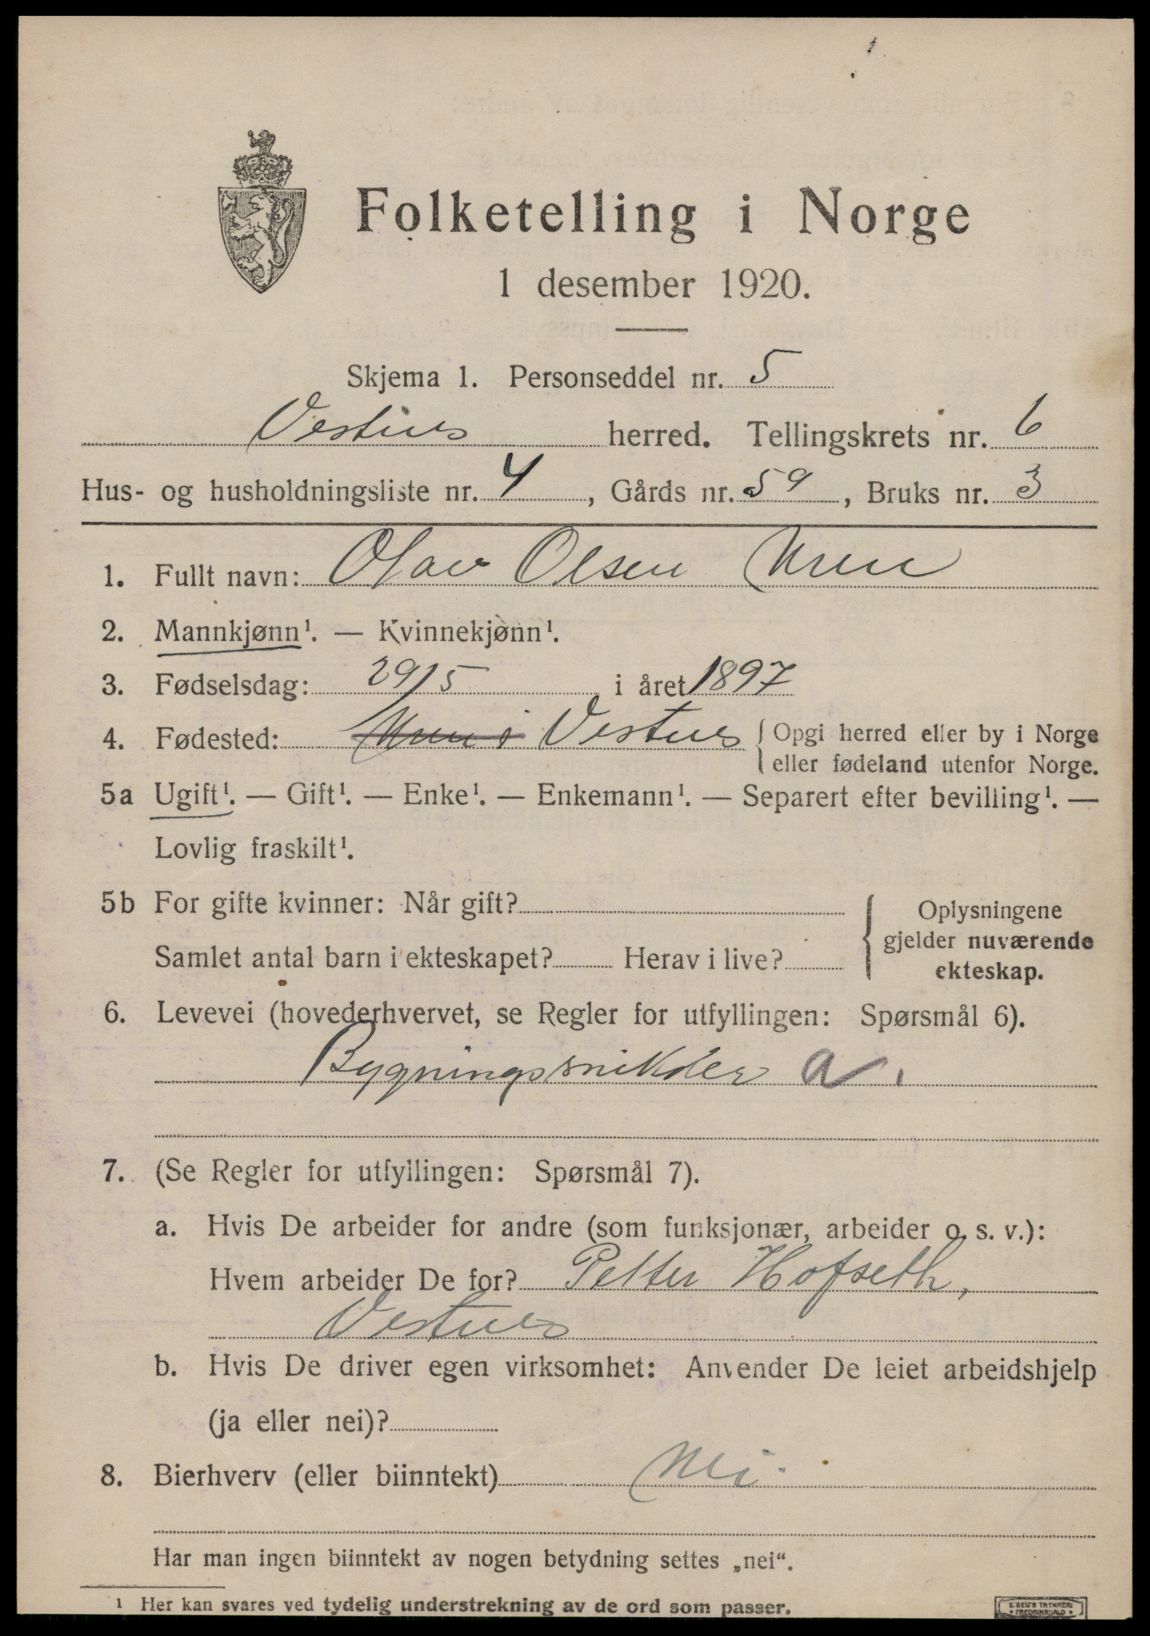 Folketelling i Norge
1 desember 1920.
Skjema 1. Personseddel nr. 5
Vestnes herred. Tellingskrets nr. 6
Hus- og husholdningsliste nr. 4, Gårds nr. 59, Bruks nr. 3
1. Fullt navn: Olav Olsen
2. Mannkjønn¹. — Kvinnekjønn¹.
3. Fødselsdag: 29/5 i året 1897
4. Fødested: Vestnes { Opgi herred eller by i Norge
eller fødeland utenfor Norge.
5a Ugift¹. — Gift¹. — Enke¹. — Enkemann¹. — Separert efter bevilling¹. —
Lovlig fraskilt¹.
5b For gifte kvinner: Når gift?
Samlet antal barn i ekteskapet? Herav i live?
Oplysningene
gjelder nuværende
ekteskap.
6. Levevei (hovederhvervet, se Regler for utfyllingen: Spørsmål 6).
Bygningssnikker a.
7. (Se Regler for utfyllingen: Spørsmål 7).
a. Hvis De arbeider for andre (som funksjonær, arbeider o. s. v.):
Hvem arbeider De for? Petter Hofseth,
Vestnes
b. Hvis De driver egen virksomhet: Anvender De leiet arbeidshjelp
(ja eller nei)?
8. Bierhverv (eller biinntekt) Nei.
Har man ingen biinntekt av nogen betydning settes „nei“.
¹ Her kan svares ved tydelig understrekning av de ord som passer.